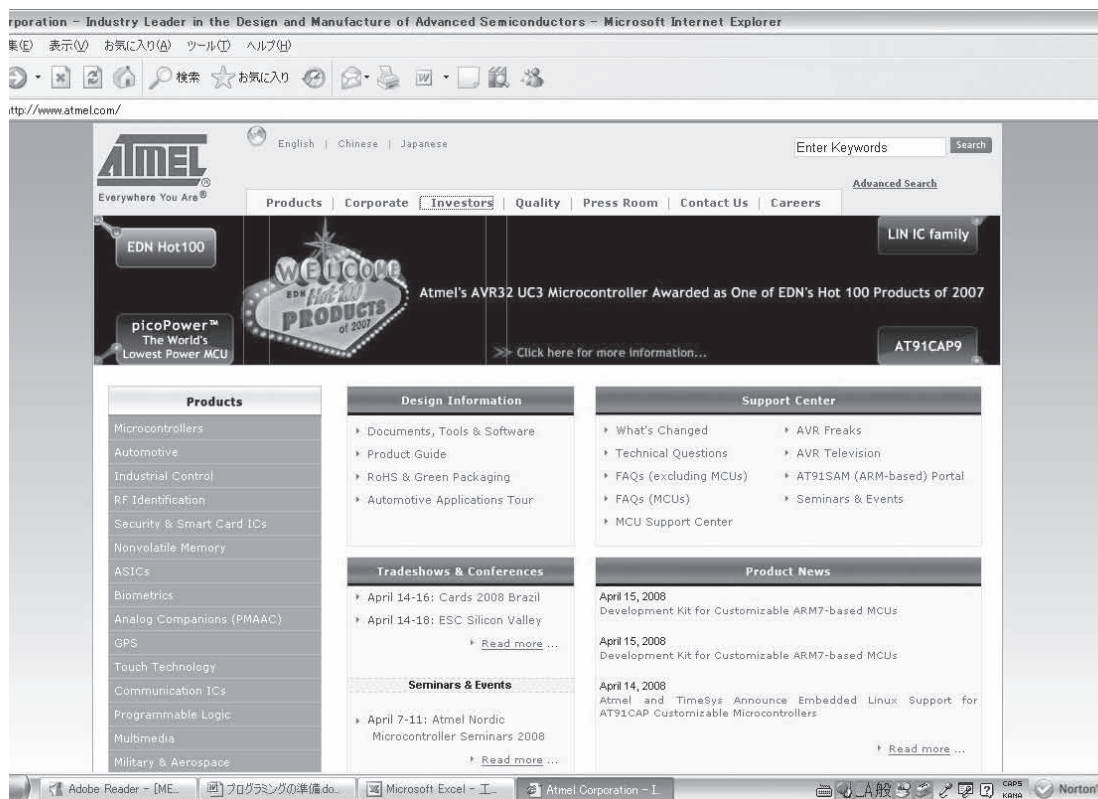 rporation - Industry Leader in the Design and Manufacture of Advanced Semiconductors - Microsoft Internet Explorer
集(E) 表示(V) お気に入り(A) ツール(T) ヘルプ(H)
検索 お気に入り
ttp://www.atmel.com/
ATMEL
Everywhere You Are®
English | Chinese | Japanese
Enter Keywords Search
Advanced Search
Products | Corporate | Investors | Quality | Press Room | Contact Us | Careers
EDN Hot100
LIN IC family
WELCOME
EDN Hot 100
PRODUCTS
of 2007
Atmel's AVR32 UC3 Microcontroller Awarded as One of EDN's Hot 100 Products of 2007
picoPower™
The World's
Lowest Power MCU
Click here for more information...
AT91CAP9
Products
Microcontrollers
Automotive
Industrial Control
RF Identification
Security & Smart Card ICs
Nonvolatile Memory
ASICs
Biometrics
Analog Companions (PMAAC)
GPS
Touch Technology
Communication ICs
Programmable Logic
Multimedia
Military & Aerospace
Design Information
Documents, Tools & Software
Product Guide
RoHS & Green Packaging
Automotive Applications Tour
Support Center
What's Changed
Technical Questions
FAQs (excluding MCUs)
FAQs (MCUs)
MCU Support Center
AVR Freaks
AVR Television
AT91SAM (ARM-based) Portal
Seminars & Events
Tradeshows & Conferences
April 14-16: Cards 2008 Brazil
April 14-18: ESC Silicon Valley
Read more ...
Seminars & Events
April 7-11: Atmel Nordic
Microcontroller Seminars 2008
Read more ...
Product News
April 15, 2008
Development Kit for Customizable ARM7-based MCUs
April 15, 2008
Development Kit for Customizable ARM7-based MCUs
April 14, 2008
Atmel and TimeSys Announce Embedded Linux Support for
AT91CAP Customizable Microcontrollers
Read more ...
Adobe Reader - [ME... プログラミングの準備.do... Microsoft Excel - エ... Atmel Corporation - I... A 般 CAPS KANA Norton